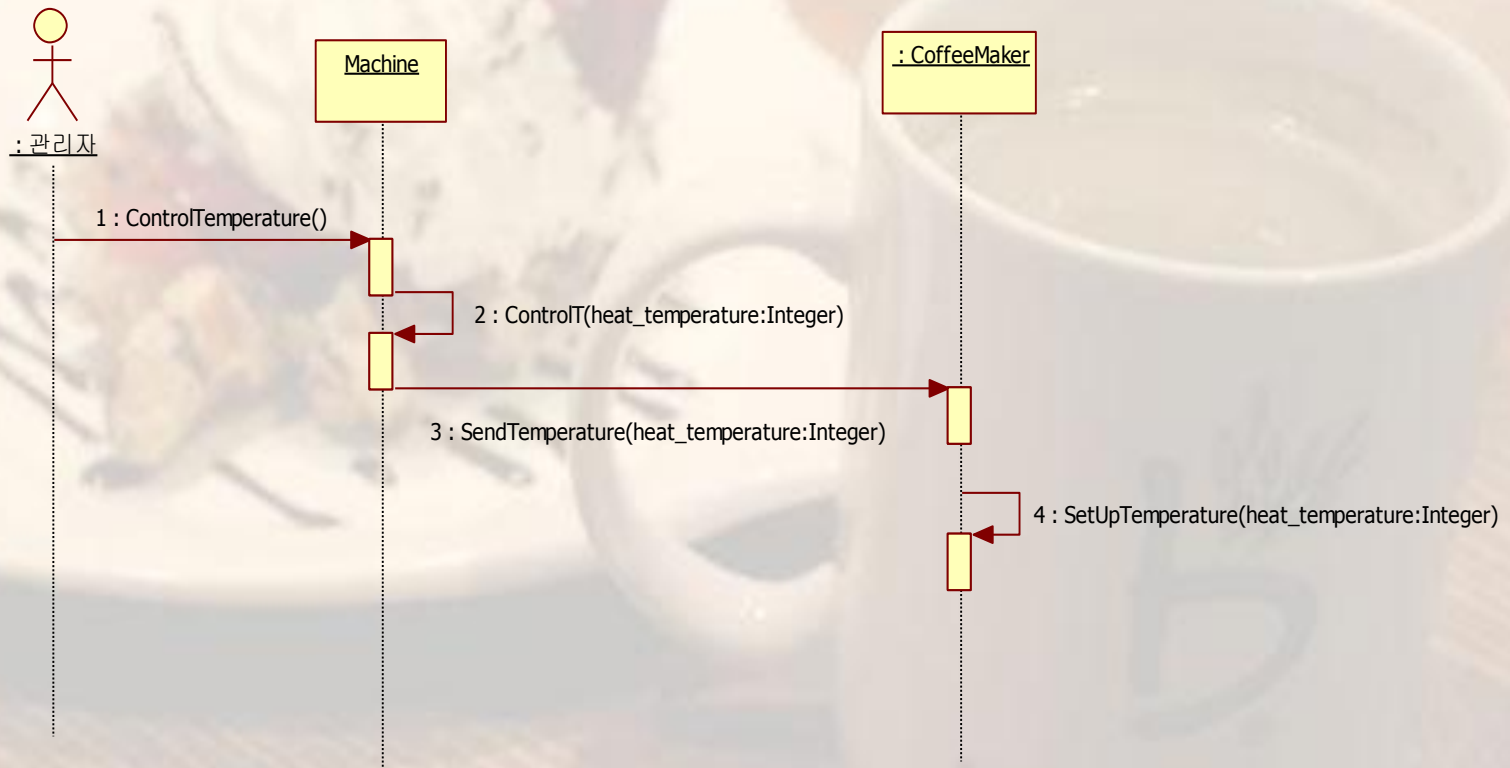 Machine
: CoffeeMaker
: 관리자
1 : ControlTemperature()
2 : ControlT(heat_temperature:Integer)
3 : SendTemperature(heat_temperature:Integer)
4 : SetUpTemperature(heat_temperature:Integer)